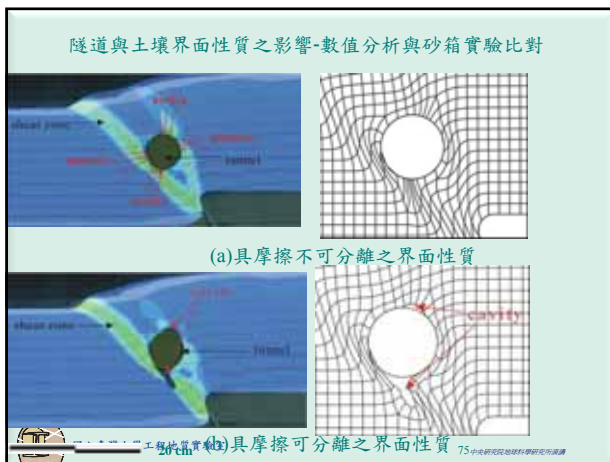 隧道與土壤界面性質之影響-數值分析與砂箱實驗比對
shear zone
tunnel
(a)具摩擦不可分離之界面性質
cavity
shear zone
tunnel
cavity
(b)具摩擦可分離之界面性質
20 cm
75 中央研究院地球科學研究所演講